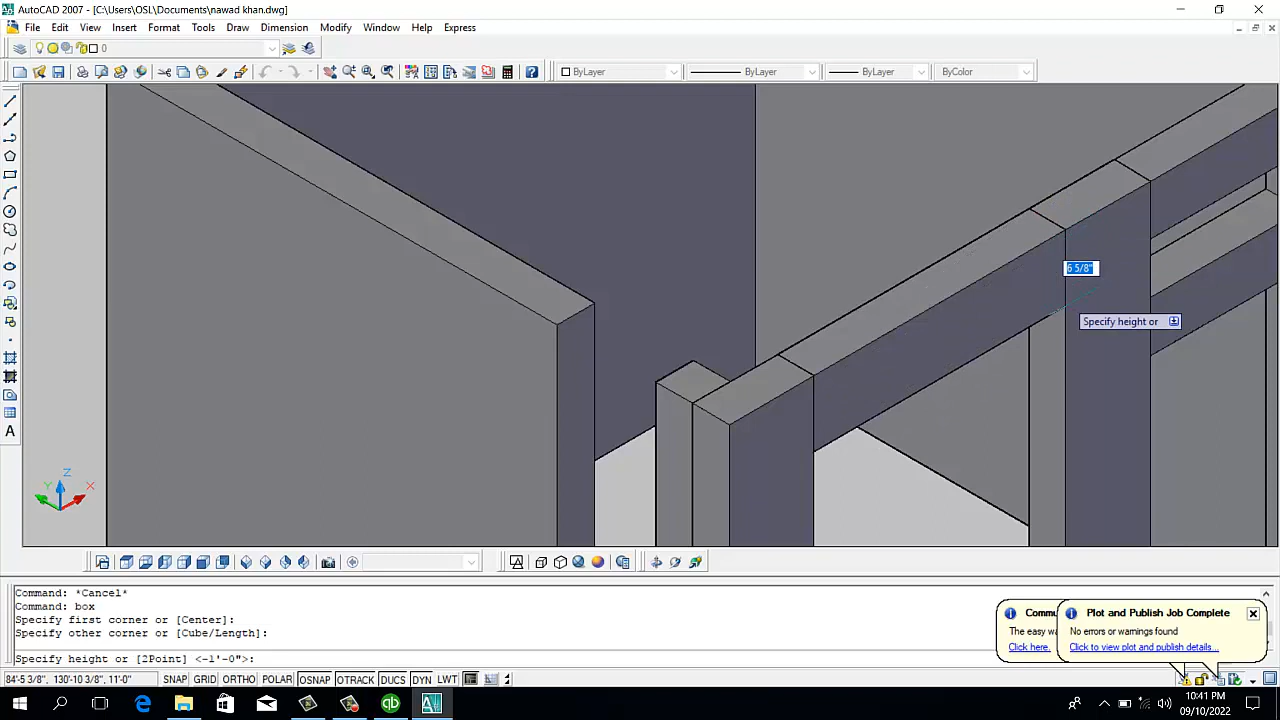 AutoCAD 2007 - [C:\Users\OSL\Documents\nawad khan.dwg]
File Edit View Insert Format Tools Draw Dimension Modify Window Help Express
0
ByLayer ByLayer ByLayer ByColor
A
6 5/8"
Specify height or
Z
Y X
Command: *Cancel*
Command: box
Specify first corner or [Center]:
Specify other corner or [Cube/Length]:
Specify height or [2Point] <-1'-0">:
Plot and Publish Job Complete
No errors or warnings found
Click to view plot and publish details...
Commu
The easy wa
Click here.
84'-5 3/8", 130'-10 3/8", 11'-0" SNAP GRID ORTHO POLAR OSNAP OTRACK DUCS DYN LWT
10:41 PM
09/10/2022